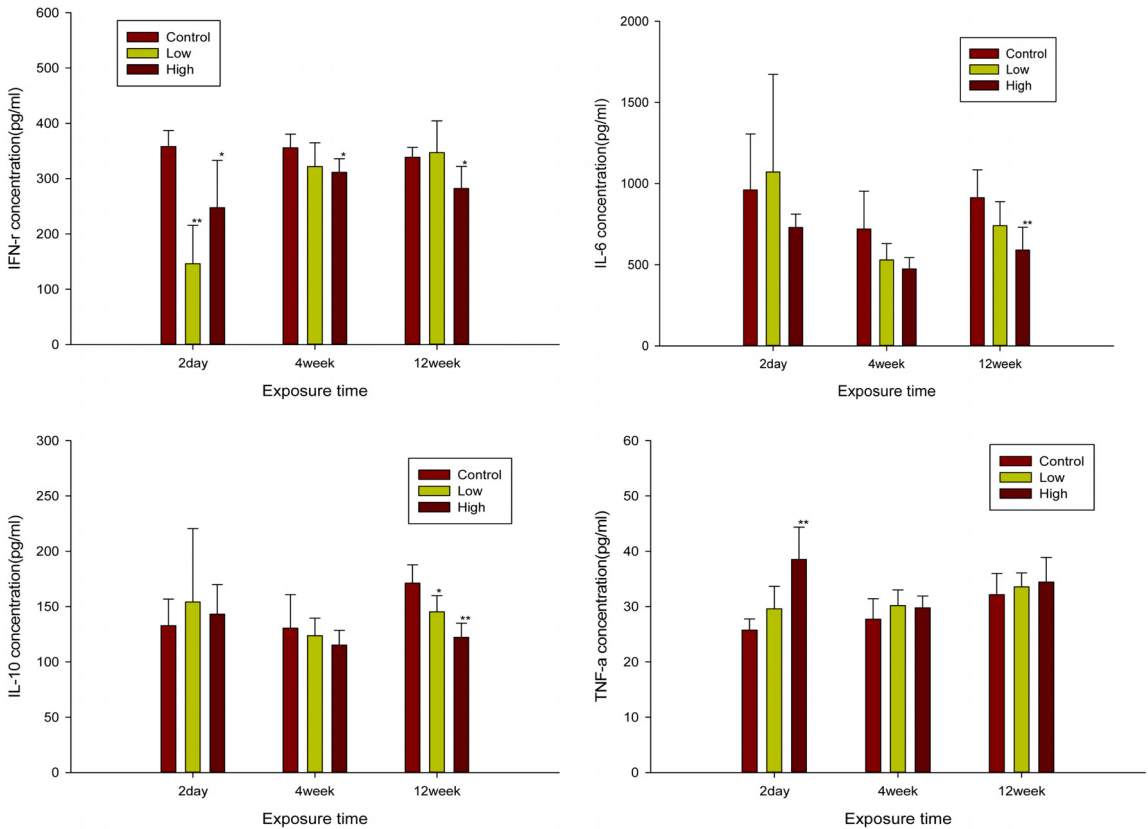 600
500
400
300
200
100
0
IFN-r concentration(pg/ml)
Control
Low
High
**
*
*
*
2day
4week
12week
Exposure time
2000
1500
1000
500
0
IL-6 concentration(pg/ml)
Control
Low
High
**
2day
4week
12week
Exposure time
300
250
200
150
100
50
0
IL-10 concentration(pg/ml)
Control
Low
High
*
**
2day
4week
12week
Exposure time
60
50
40
30
20
10
0
TNF-a concentration(pg/ml)
Control
Low
High
**
2day
4week
12week
Exposure time